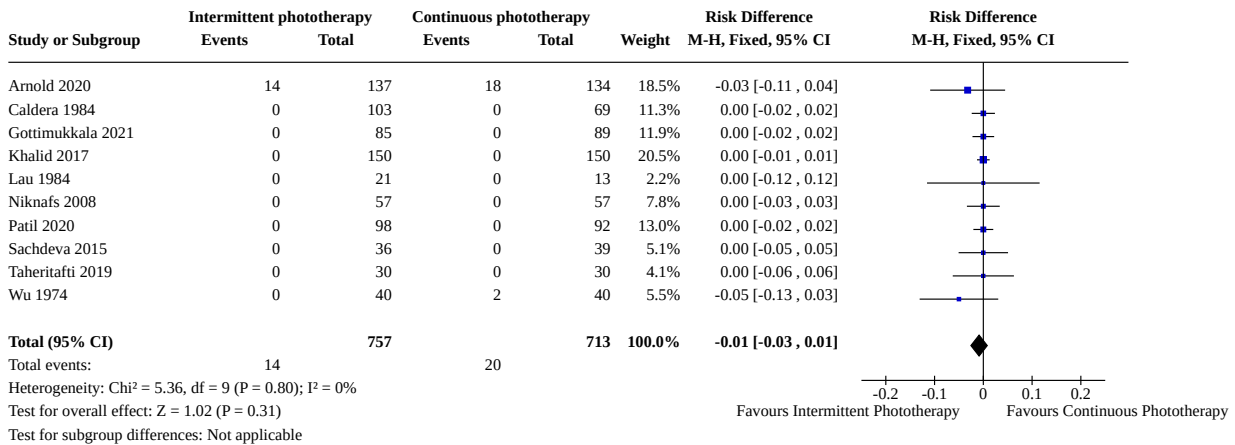 Intermittent phototherapy Continuous phototherapy Risk Difference Risk Difference
Study or Subgroup Events Total Events Total Weight M-H, Fixed, 95% CI M-H, Fixed, 95% CI
Arnold 2020 14 137 18 134 18.5% -0.03 [-0.11 , 0.04]
Caldera 1984 0 103 0 69 11.3% 0.00 [-0.02 , 0.02]
Gottimukkala 2021 0 85 0 89 11.9% 0.00 [-0.02 , 0.02]
Khalid 2017 0 150 0 150 20.5% 0.00 [-0.01 , 0.01]
Lau 1984 0 21 0 13 2.2% 0.00 [-0.12 , 0.12]
Niknafs 2008 0 57 0 57 7.8% 0.00 [-0.03 , 0.03]
Patil 2020 0 98 0 92 13.0% 0.00 [-0.02 , 0.02]
Sachdeva 2015 0 36 0 39 5.1% 0.00 [-0.05 , 0.05]
Taheritafti 2019 0 30 0 30 4.1% 0.00 [-0.06 , 0.06]
Wu 1974 0 40 2 40 5.5% -0.05 [-0.13 , 0.03]
Total (95% CI) 757 713 100.0% -0.01 [-0.03 , 0.01]
Total events: 14 20
Heterogeneity: Chi² = 5.36, df = 9 (P = 0.80); I² = 0%
-0.2 -0.1 0 0.1 0.2
Test for overall effect: Z = 1.02 (P = 0.31) Favours Intermittent Phototherapy Favours Continuous Phototherapy
Test for subgroup differences: Not applicable